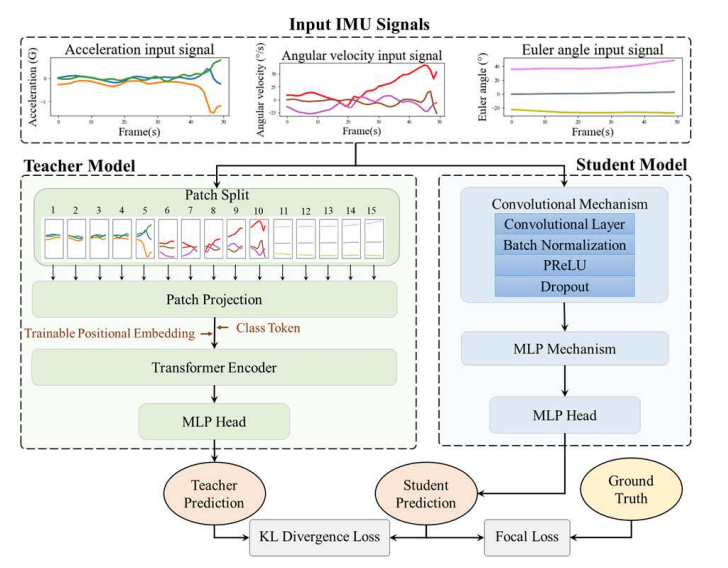 Input IMU Signals
Acceleration input signal
Acceleration (G)
0
-1
0 10 20 30 40 50
Frame(s)
Angular velocity input signal
Angular velocity (°/s)
50
25
0
-25
0 10 20 30 40 50
Frame(s)
Euler angle input signal
Euler angle (°)
40
20
0
-20
0 10 20 30 40 50
Frame(s)
Teacher Model
Student Model
Patch Split
1 2 3 4 5 6 7 8 9 10 11 12 13 14 15
Patch Projection
Trainable Positional Embedding
Class Token
Transformer Encoder
MLP Head
Convolutional Mechanism
Convolutional Layer
Batch Normalization
PReLU
Dropout
MLP Mechanism
MLP Head
Teacher
Prediction
Student
Prediction
Ground
Truth
KL Divergence Loss
Focal Loss